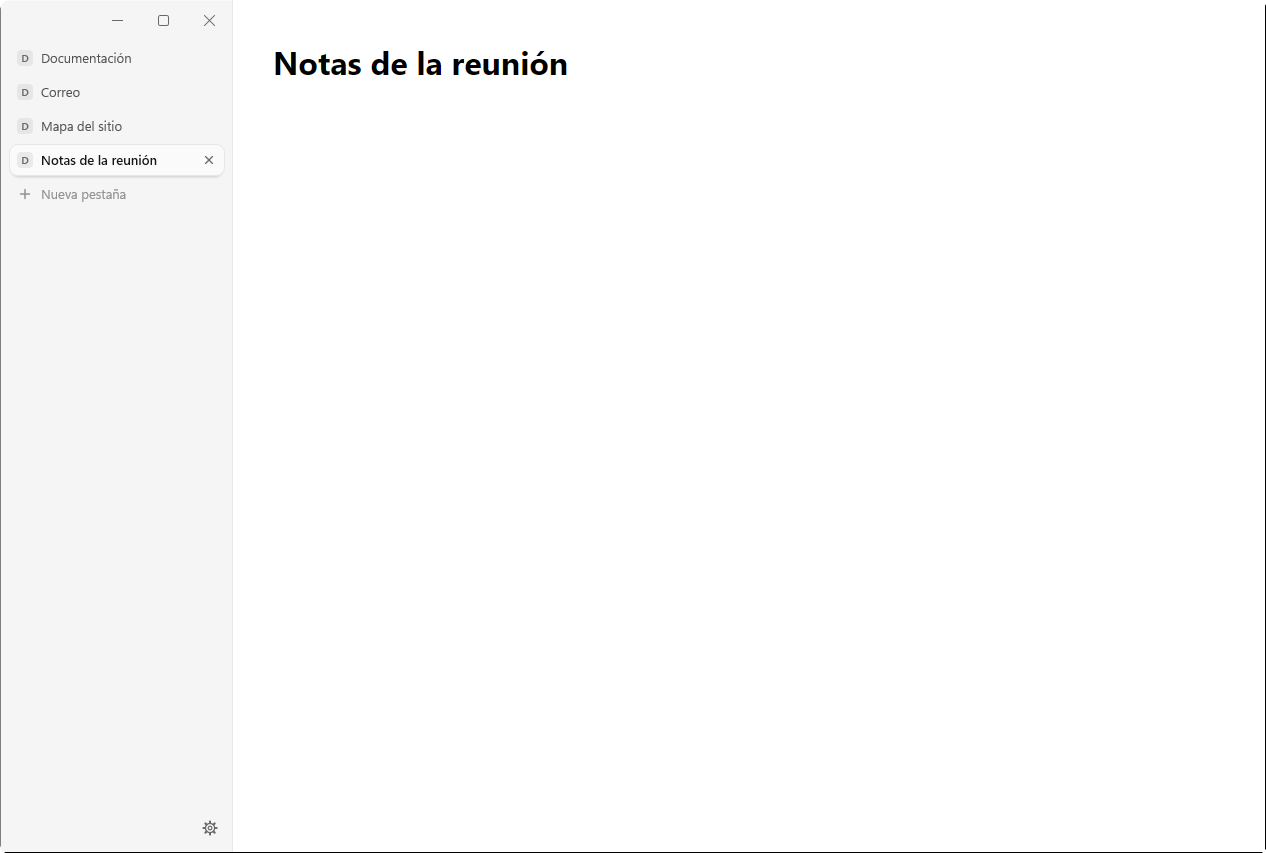 D Documentación
D Correo
D Mapa del sitio
D Notas de la reunión
Nueva pestaña
Notas de la reunión